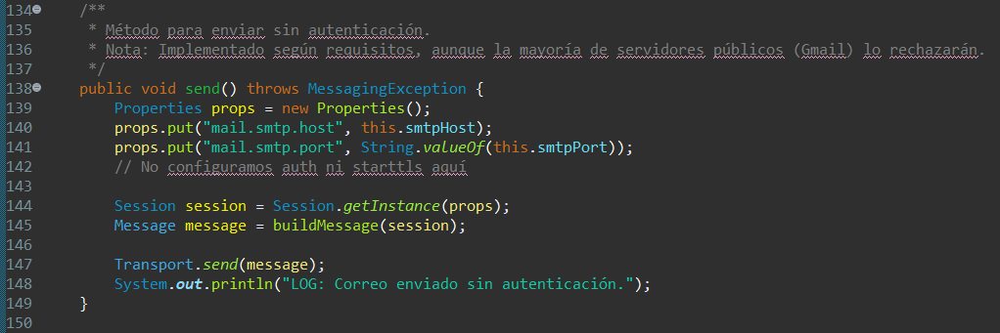 134 /**
135 * Método para enviar sin autenticación.
136 * Nota: Implementado según requisitos, aunque la mayoría de servidores públicos (Gmail) lo rechazarán.
137 */
138 public void send() throws MessagingException {
139 Properties props = new Properties();
140 props.put("mail.smtp.host", this.smtpHost);
141 props.put("mail.smtp.port", String.valueOf(this.smtpPort));
142 // No configuramos auth ni starttls aquí
143
144 Session session = Session.getInstance(props);
145 Message message = buildMessage(session);
146
147 Transport.send(message);
148 System.out.println("LOG: Correo enviado sin autenticación.");
149 }
150